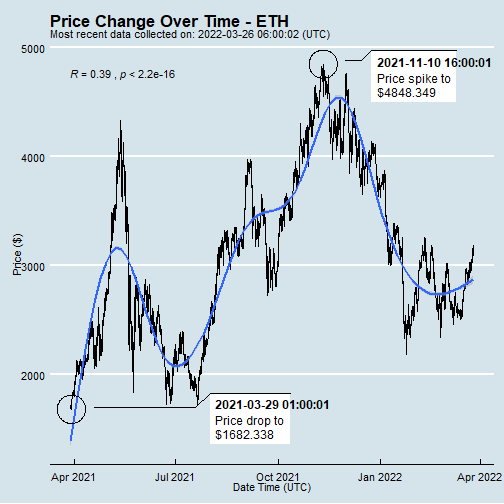 Price Change Over Time - ETH
Most recent data collected on: 2022-03-26 06:00:02 (UTC)
5000
2021-11-10 16:00:01
Price spike to
$4848.349
R = 0.39 , p < 2.2e-16
4000
Price ($)
3000
2000
2021-03-29 01:00:01
Price drop to
$1682.338
Apr 2021
Jul 2021
Oct 2021
Jan 2022
Apr 2022
Date Time (UTC)